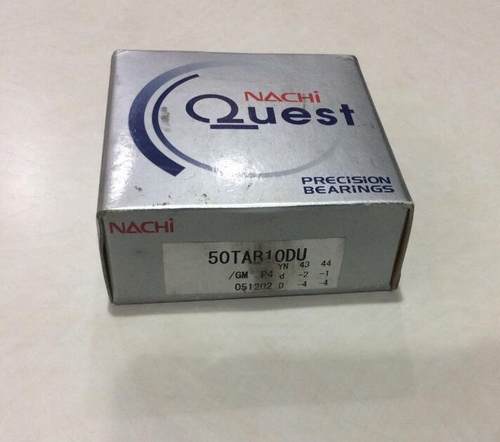 NACHi
Quest
PRECISION
BEARINGS
NACHi
50TAB10DU
YN 43 44
/GM P4 d -2 -1
051202 D -4 -4